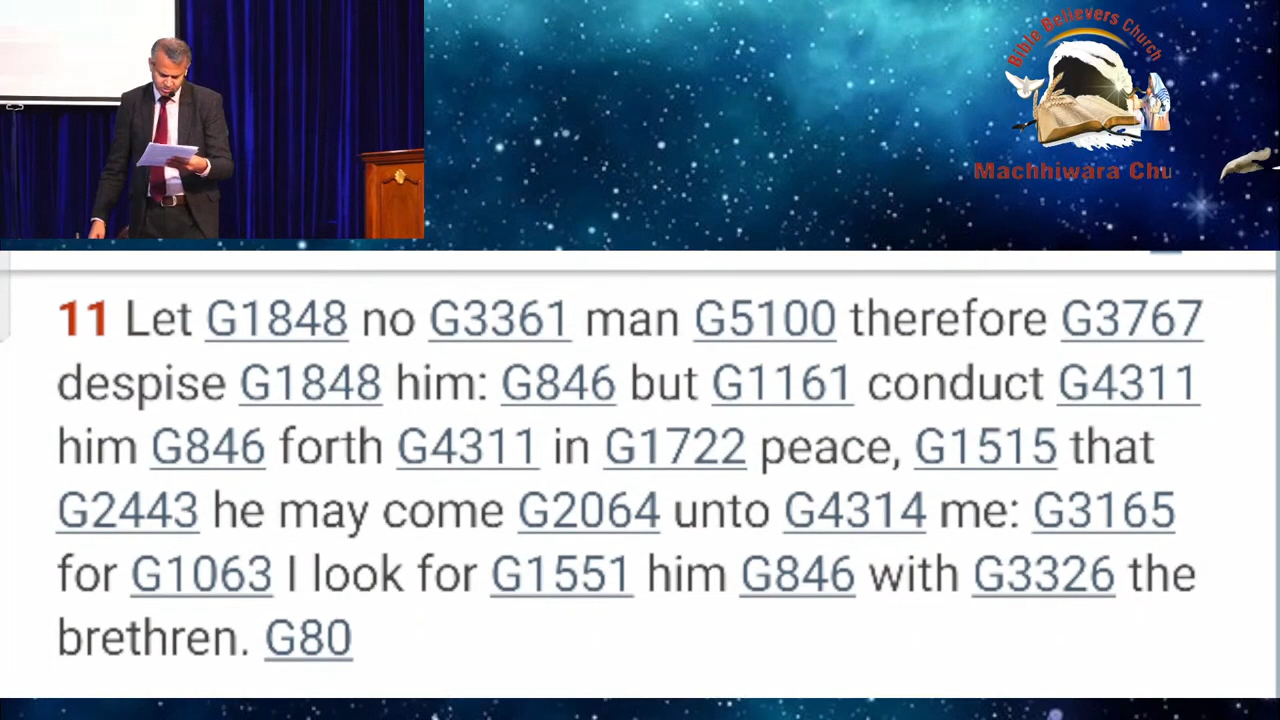 Bible Believers Church
Machhiwara Chu
11 Let G1848 no G3361 man G5100 therefore G3767
despise G1848 him: G846 but G1161 conduct G4311
him G846 forth G4311 in G1722 peace, G1515 that
G2443 he may come G2064 unto G4314 me: G3165
for G1063 I look for G1551 him G846 with G3326 the
brethren. G80